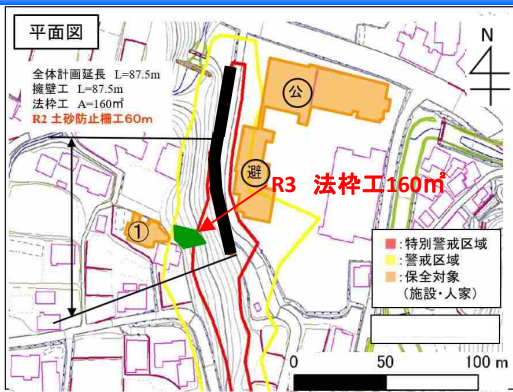 平面図
N
全体計画延長 L=87.5m
擁壁工 L=87.5m
法枠工 A=160㎡
R2 土砂防止柵工60m
公
避
R3 法枠工160㎡
①
:特別警戒区域
:警戒区域
:保全対象
(施設・人家)
0 50 100 m